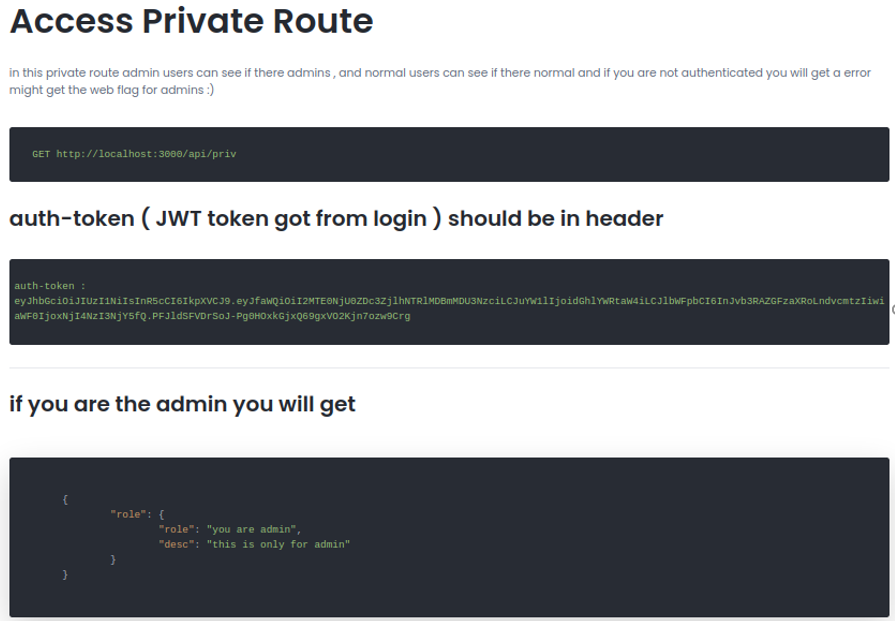 Access Private Route
in this private route admin users can see if there admins , and normal users can see if there normal and if you are not authenticated you will get a error
might get the web flag for admins :)
GET http://localhost:3000/api/priv
auth-token ( JWT token got from login ) should be in header
auth-token :
eyJhbGciOiJIUzI1NiIsInR5cCI6IkpXVCJ9.eyJfaWQiOiI2MTE0NjU0ZDc3ZjlhNTRlMDBmMDU3NzciLCJuYW1lIjoidGhlYWRtaW4iLCJlbWFpbCI6InJvb3RAZGFzaXRoLndvcmtzIiwi
aWF0IjoxNjI4NzI3NjY5fQ.PFJldSFVDrSoJ-Pg0HOxkGjxQ69gxVO2Kjn7ozw9Crg
if you are the admin you will get
{
"role": {
"role": "you are admin",
"desc": "this is only for admin"
}
}